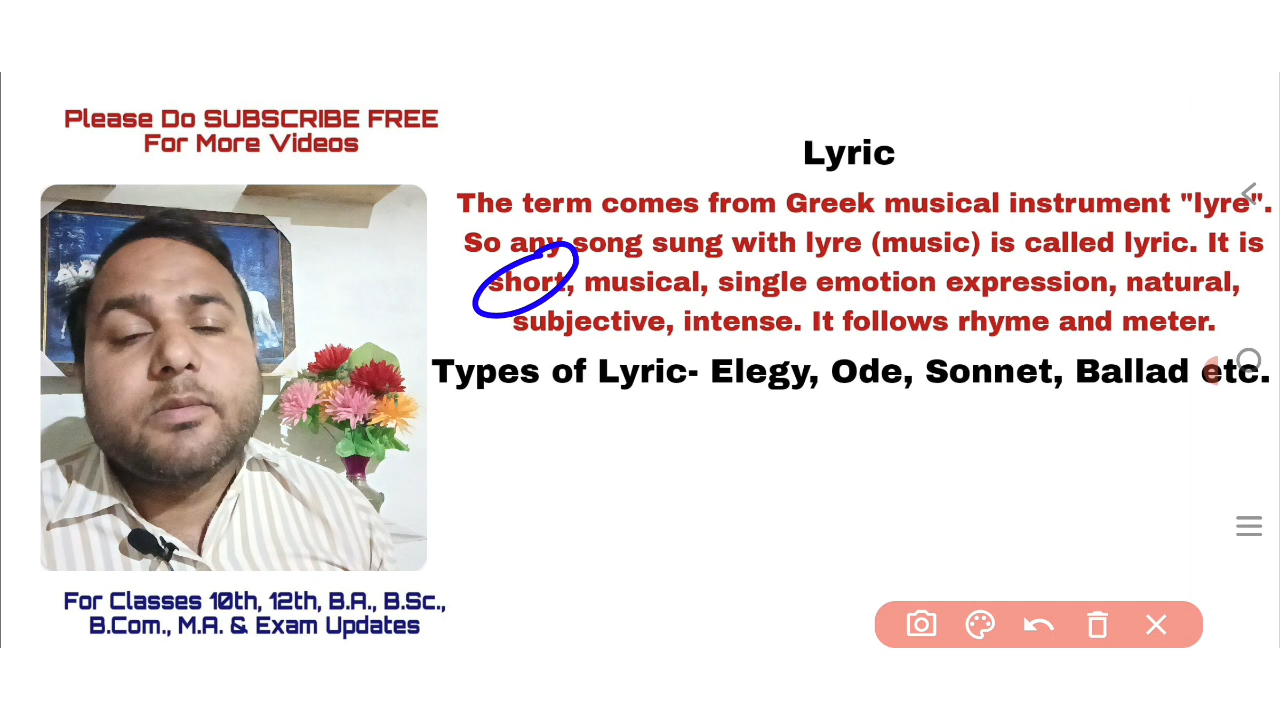 Please Do SUBSCRIBE FREE
For More Videos
Lyric
The term comes from Greek musical instrument "lyre".
So any song sung with lyre (music) is called lyric. It is
short, musical, single emotion expression, natural,
subjective, intense. It follows rhyme and meter.
Types of Lyric- Elegy, Ode, Sonnet, Ballad etc.
For Classes 10th, 12th, B.A., B.Sc.,
B.Com., M.A. & Exam Updates